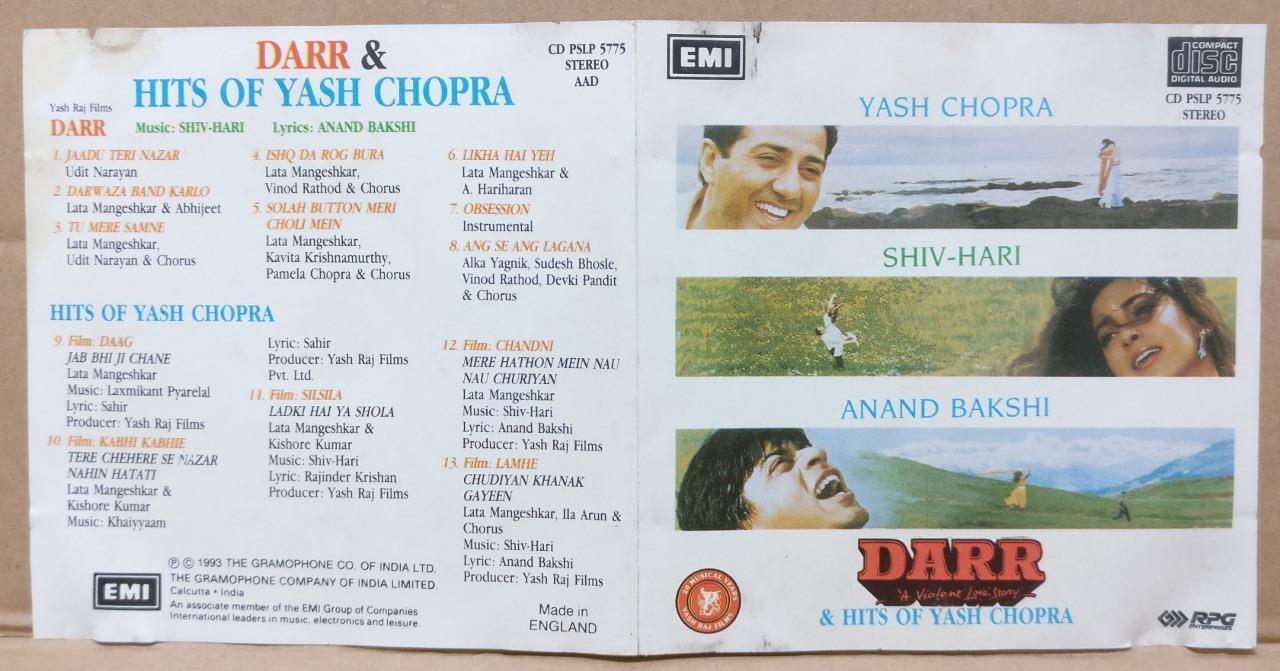 DARR &
HITS OF YASH CHOPRA
CD PSLP 5775
STEREO
AAD
Yash Raj Films
DARR Music: SHIV-HARI Lyrics: ANAND BAKSHI
1. JAADU TERI NAZAR
Udit Narayan
2. DARWAZA BAND KARLO
Lata Mangeshkar & Abhijeet
3. TU MERE SAMNE
Lata Mangeshkar,
Udit Narayan & Chorus
4. ISHQ DA ROG BURA
Lata Mangeshkar,
Vinod Rathod & Chorus
5. SOLAH BUTTON MERI
CHOLI MEIN
Lata Mangeshkar,
Kavita Krishnamurthy,
Pamela Chopra & Chorus
6. LIKHA HAI YEH
Lata Mangeshkar &
A. Hariharan
7. OBSESSION
Instrumental
8. ANG SE ANG LAGANA
Alka Yagnik, Sudesh Bhosle,
Vinod Rathod, Devki Pandit
& Chorus
HITS OF YASH CHOPRA
9. Film: DAAG
JAB BHI JI CHANE
Lata Mangeshkar
Music: Laxmikant Pyarelal
Lyric: Sahir
Producer: Yash Raj Films
10. Film: KABHI KABHIE
TERE CHEHERE SE NAZAR
NAHIN HATATI
Lata Mangeshkar &
Kishore Kumar
Music: Khaiyyaam
Lyric: Sahir
Producer: Yash Raj Films
Pvt. Ltd.
11. Film: SILSILA
LADKI HAI YA SHOLA
Lata Mangeshkar &
Kishore Kumar
Music: Shiv-Hari
Lyric: Rajinder Krishan
Producer: Yash Raj Films
12. Film: CHANDNI
MERE HATHON MEIN NAU
NAU CHURIYAN
Lata Mangeshkar
Music: Shiv-Hari
Lyric: Anand Bakshi
Producer: Yash Raj Films
13. Film: LAMHE
CHUDIYAN KHANAK
GAYEEN
Lata Mangeshkar, Ila Arun &
Chorus
Music: Shiv-Hari
Lyric: Anand Bakshi
Producer: Yash Raj Films
EMI
Ⓟ © 1993 THE GRAMOPHONE CO. OF INDIA LTD.
THE GRAMOPHONE COMPANY OF INDIA LIMITED.
Calcutta • India
An associate member of the EMI Group of Companies
International leaders in music, electronics and leisure.
Made in
ENGLAND
EMI
COMPACT
disc
DIGITAL AUDIO
CD PSLP 5775
STEREO
YASH CHOPRA
SHIV-HARI
ANAND BAKSHI
DARR
'A Violent Love Story'
& HITS OF YASH CHOPRA
20 MUSICAL YEARS
YASH RAJ FILMS
RPG
ENTERPRISES